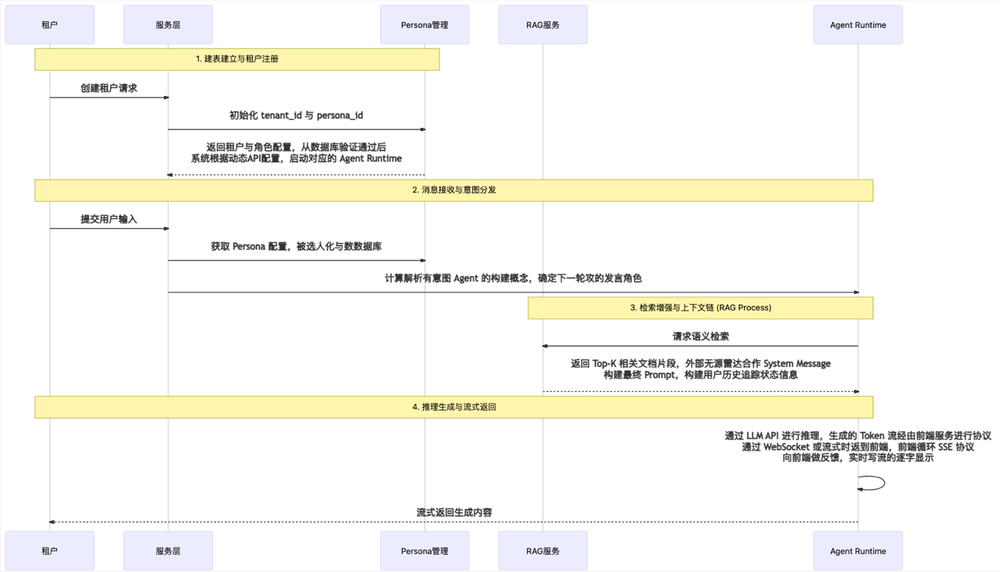 租户
服务层
Persona管理
RAG服务
Agent Runtime
1. 建表建立与租户注册
创建租户请求
初始化 tenant_id 与 persona_id
返回租户与角色配置，从数据库验证通过后
系统根据动态API配置，启动对应的 Agent Runtime
2. 消息接收与意图分发
提交用户输入
获取 Persona 配置，被选人化与数数据库
计算解析有意图 Agent 的构建概念，确定下一轮攻的发言角色
3. 检索增强与上下文链 (RAG Process)
请求语义检索
返回 Top-K 相关文档片段，外部无源雷达合作 System Message
构建最终 Prompt，构建用户历史追踪状态信息
4. 推理生成与流式返回
通过 LLM API 进行推理，生成的 Token 流经由前端服务进行协议
通过 WebSocket 或流式时返到前端，前端循环 SSE 协议
向前端做反馈，实时写流的逐字显示
流式返回生成内容
租户
服务层
Persona管理
RAG服务
Agent Runtime